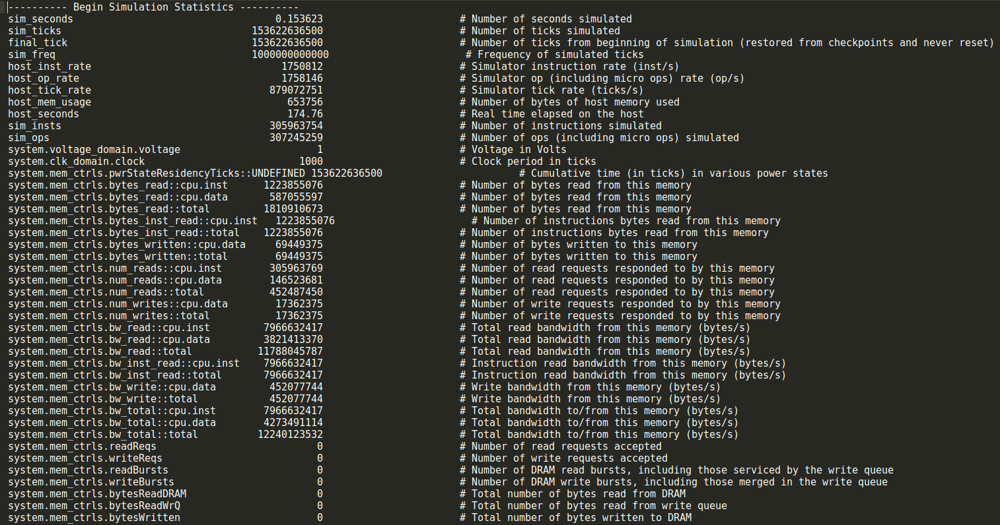 ---------- Begin Simulation Statistics ----------
sim_seconds                                  0.153623                       # Number of seconds simulated
sim_ticks                                153622636500                       # Number of ticks simulated
final_tick                               153622636500                       # Number of ticks from beginning of simulation (restored from checkpoints and never reset)
sim_freq                                 1000000000000                       # Frequency of simulated ticks
host_inst_rate                                1750812                       # Simulator instruction rate (inst/s)
host_op_rate                                  1758146                       # Simulator op (including micro ops) rate (op/s)
host_tick_rate                              879072751                       # Simulator tick rate (ticks/s)
host_mem_usage                                 653756                       # Number of bytes of host memory used
host_seconds                                   174.76                       # Real time elapsed on the host
sim_insts                                   305963754                       # Number of instructions simulated
sim_ops                                     307245259                       # Number of ops (including micro ops) simulated
system.voltage_domain.voltage                       1                       # Voltage in Volts
system.clk_domain.clock                          1000                       # Clock period in ticks
system.mem_ctrls.pwrStateResidencyTicks::UNDEFINED 153622636500                       # Cumulative time (in ticks) in various power states
system.mem_ctrls.bytes_read::cpu.inst      1223855076                       # Number of bytes read from this memory
system.mem_ctrls.bytes_read::cpu.data       587055597                       # Number of bytes read from this memory
system.mem_ctrls.bytes_read::total         1810910673                       # Number of bytes read from this memory
system.mem_ctrls.bytes_inst_read::cpu.inst   1223855076                       # Number of instructions bytes read from this memory
system.mem_ctrls.bytes_inst_read::total    1223855076                       # Number of instructions bytes read from this memory
system.mem_ctrls.bytes_written::cpu.data     69449375                       # Number of bytes written to this memory
system.mem_ctrls.bytes_written::total        69449375                       # Number of bytes written to this memory
system.mem_ctrls.num_reads::cpu.inst        305963769                       # Number of read requests responded to by this memory
system.mem_ctrls.num_reads::cpu.data        146523681                       # Number of read requests responded to by this memory
system.mem_ctrls.num_reads::total           452487450                       # Number of read requests responded to by this memory
system.mem_ctrls.num_writes::cpu.data        17362375                       # Number of write requests responded to by this memory
system.mem_ctrls.num_writes::total           17362375                       # Number of write requests responded to by this memory
system.mem_ctrls.bw_read::cpu.inst         7966632417                       # Total read bandwidth from this memory (bytes/s)
system.mem_ctrls.bw_read::cpu.data         3821413370                       # Total read bandwidth from this memory (bytes/s)
system.mem_ctrls.bw_read::total           11788045787                       # Total read bandwidth from this memory (bytes/s)
system.mem_ctrls.bw_inst_read::cpu.inst    7966632417                       # Instruction read bandwidth from this memory (bytes/s)
system.mem_ctrls.bw_inst_read::total       7966632417                       # Instruction read bandwidth from this memory (bytes/s)
system.mem_ctrls.bw_write::cpu.data         452077744                       # Write bandwidth from this memory (bytes/s)
system.mem_ctrls.bw_write::total            452077744                       # Write bandwidth from this memory (bytes/s)
system.mem_ctrls.bw_total::cpu.inst        7966632417                       # Total bandwidth to/from this memory (bytes/s)
system.mem_ctrls.bw_total::cpu.data        4273491114                       # Total bandwidth to/from this memory (bytes/s)
system.mem_ctrls.bw_total::total          12240123532                       # Total bandwidth to/from this memory (bytes/s)
system.mem_ctrls.readReqs                           0                       # Number of read requests accepted
system.mem_ctrls.writeReqs                          0                       # Number of write requests accepted
system.mem_ctrls.readBursts                         0                       # Number of DRAM read bursts, including those serviced by the write queue
system.mem_ctrls.writeBursts                        0                       # Number of DRAM write bursts, including those merged in the write queue
system.mem_ctrls.bytesReadDRAM                      0                       # Total number of bytes read from DRAM
system.mem_ctrls.bytesReadWrQ                       0                       # Total number of bytes read from write queue
system.mem_ctrls.bytesWritten                       0                       # Total number of bytes written to DRAM